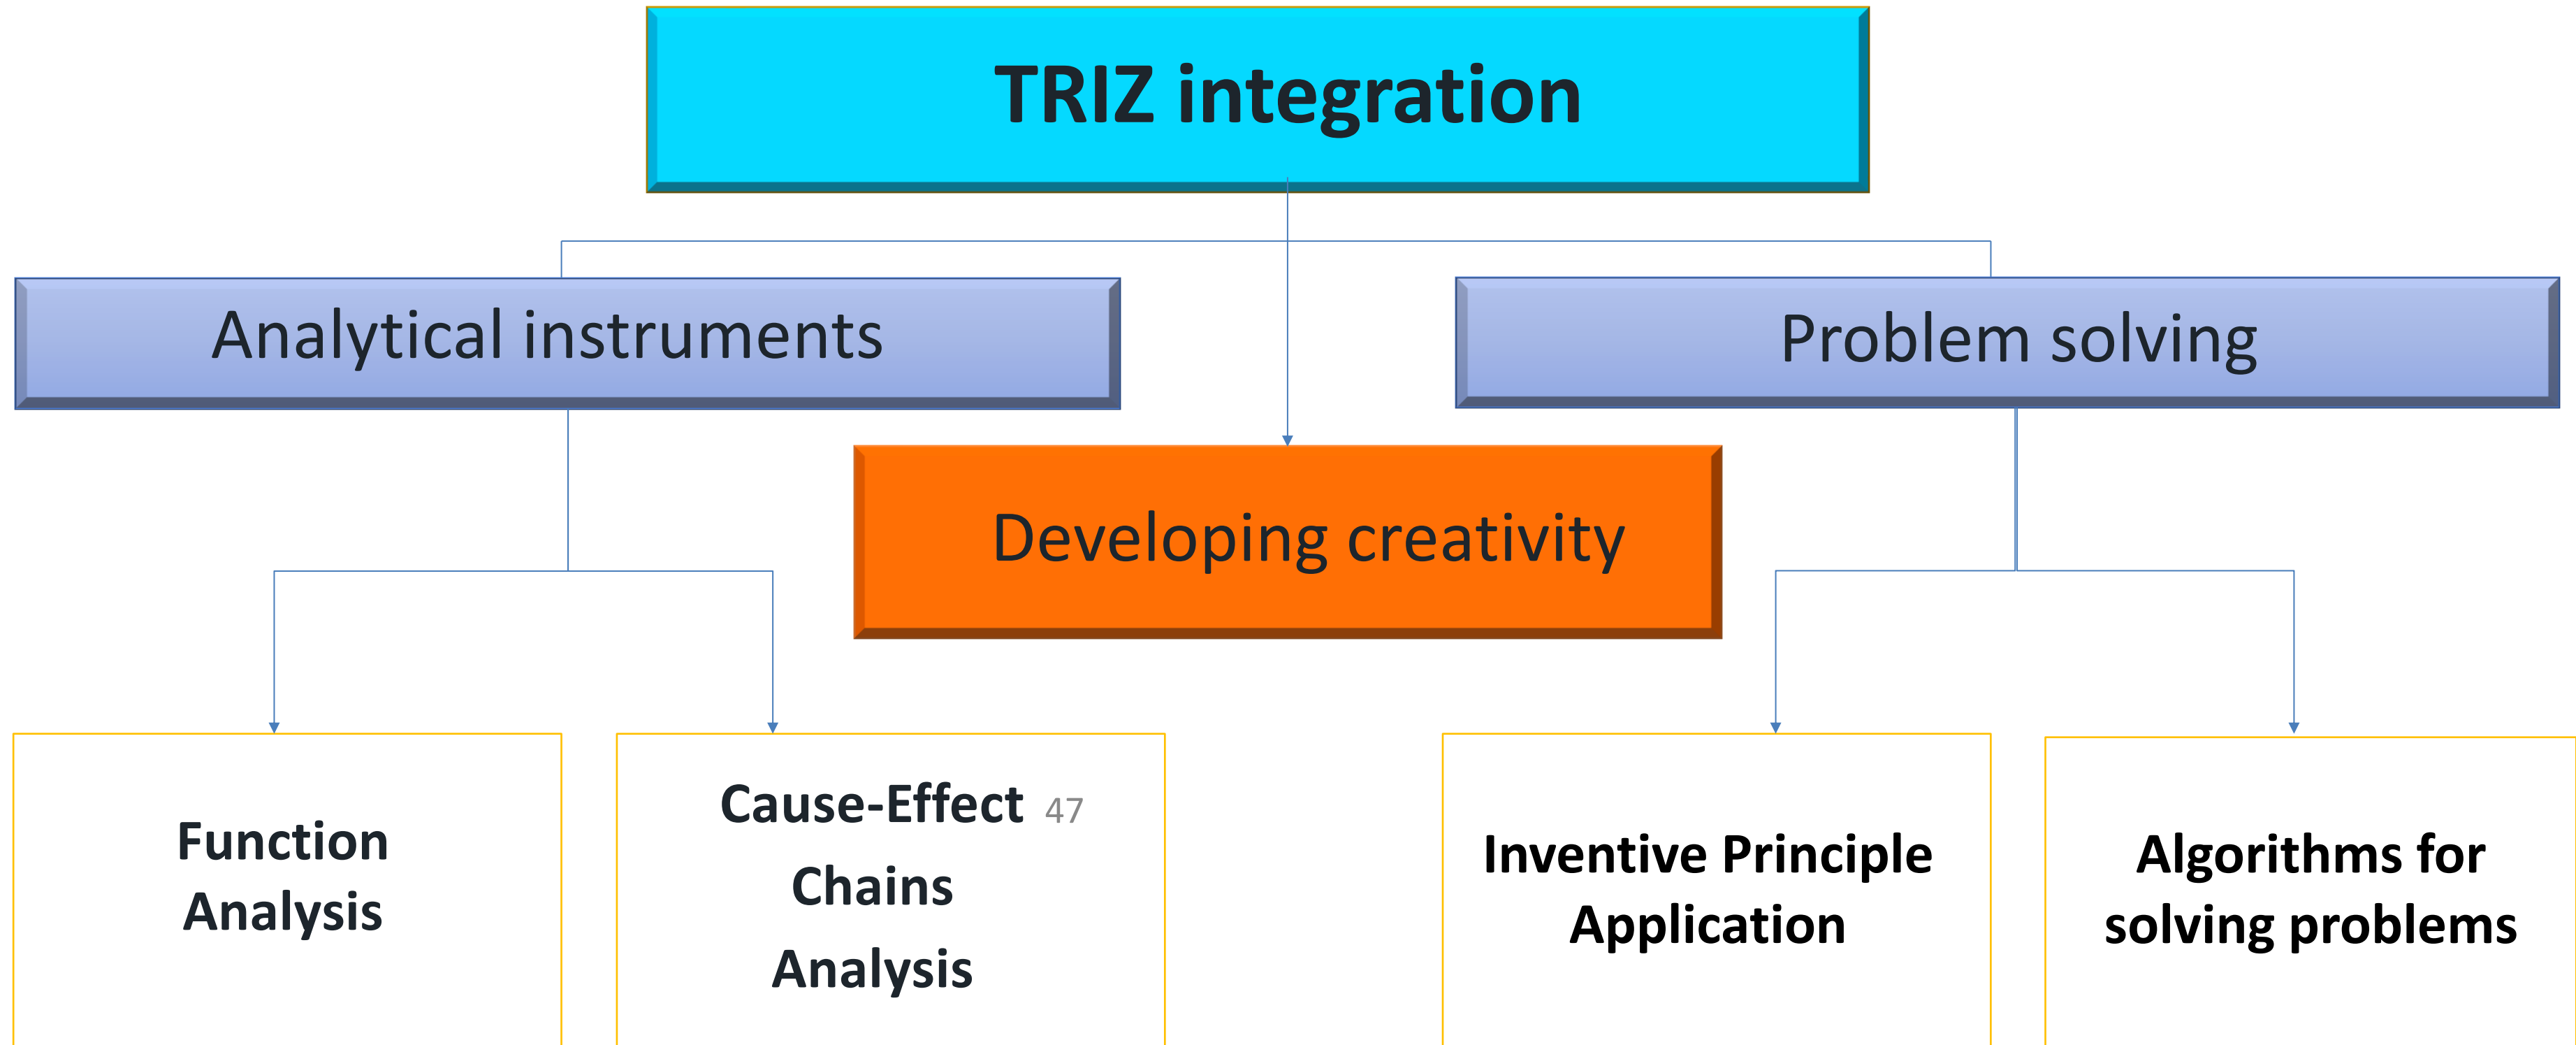 TRIZ integration
Analytical instruments
Problem solving
Developing creativity
Function
Analysis
Cause-Effect
47
Chains
Analysis
Inventive Principle
Application
Algorithms for
solving problems